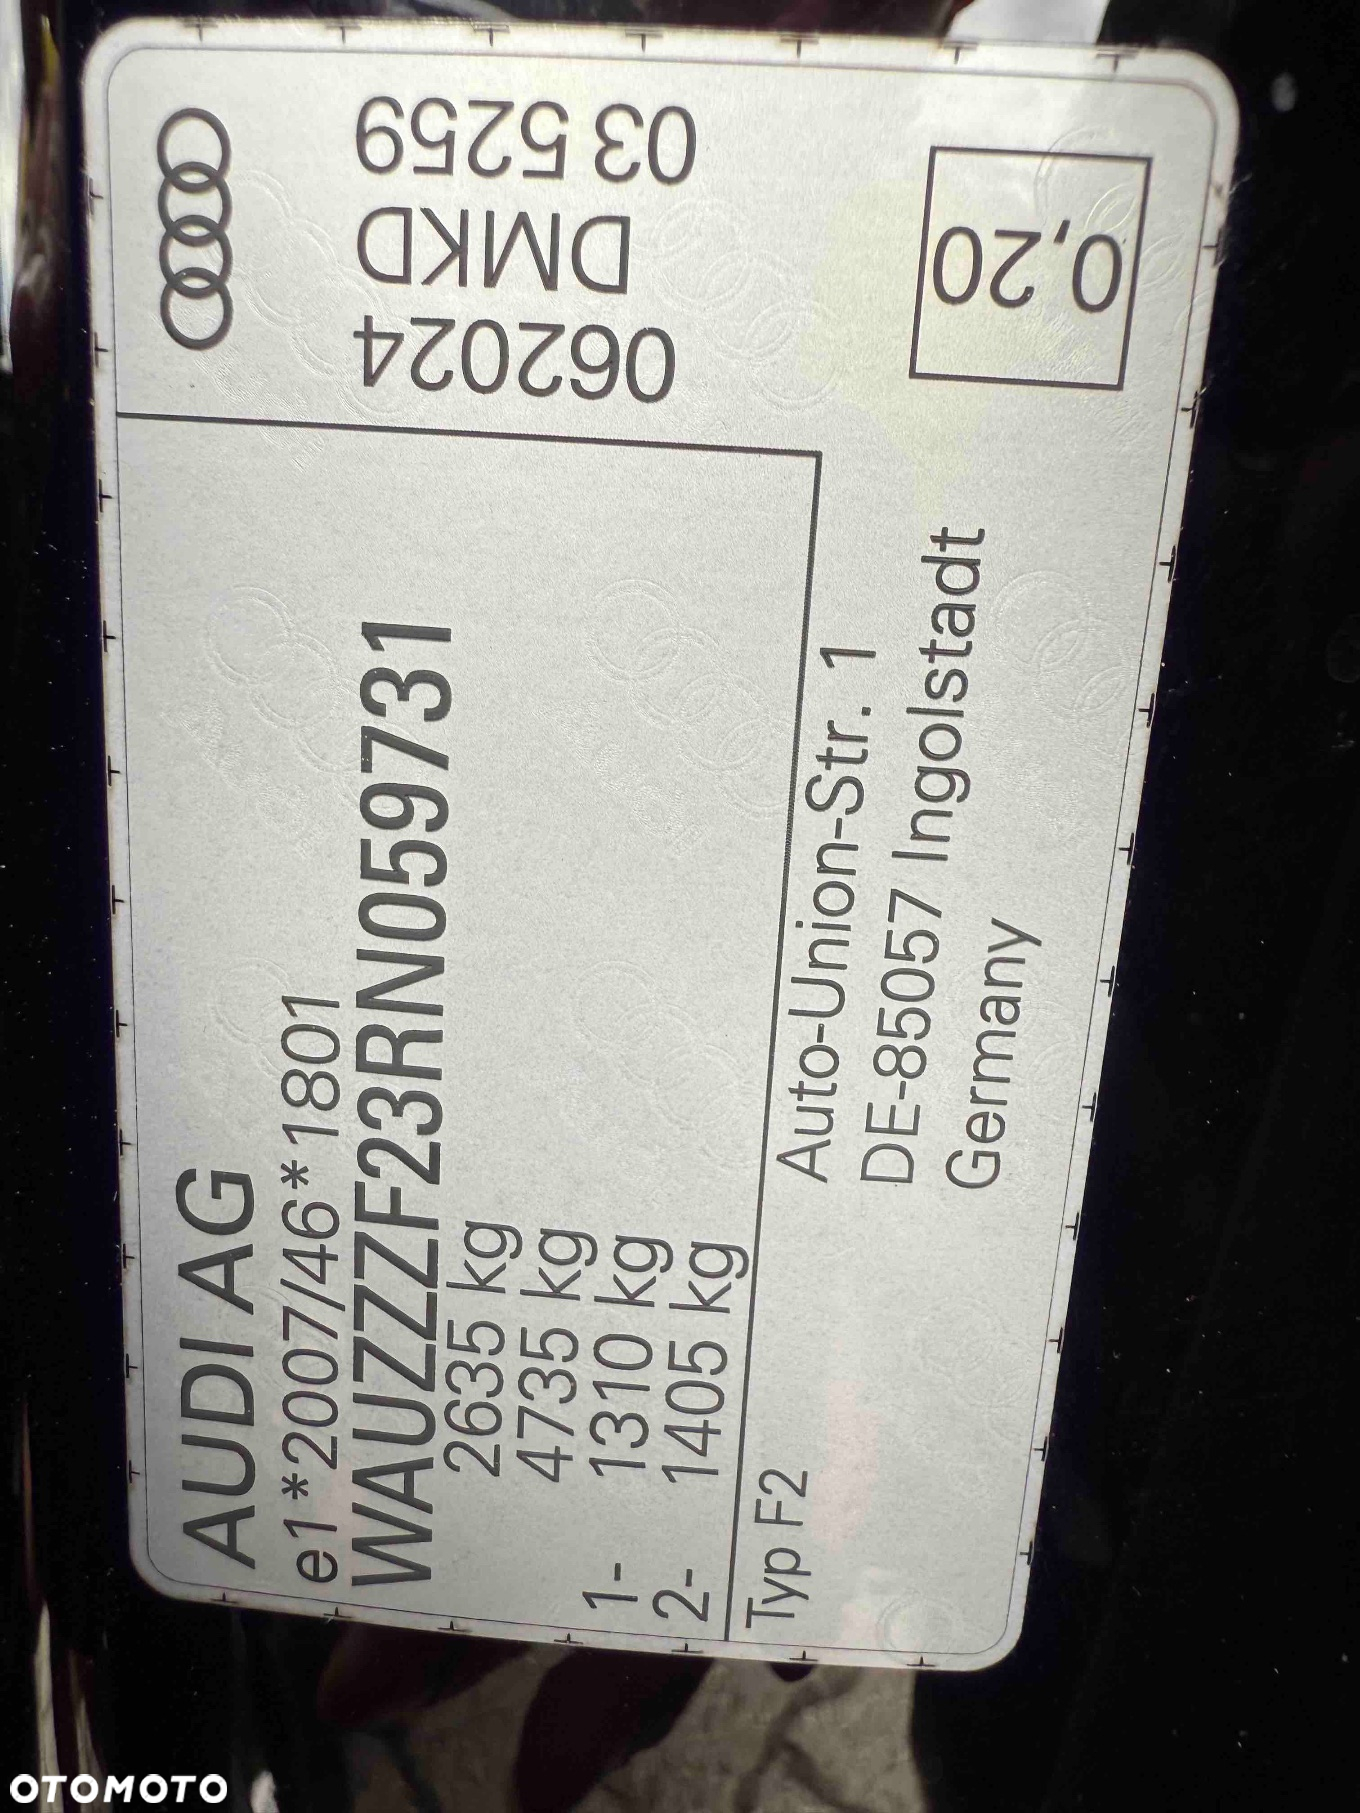 AUDI AG
e1*2007/46*1801
WAUZZZF23RN059731
2635 kg
4735 kg
1- 1310 kg
2- 1405 kg
Typ F2
Auto-Union-Str. 1
DE-85057 Ingolstadt
Germany
062024
DMKD
03 5259
0,20
OTOMOTO